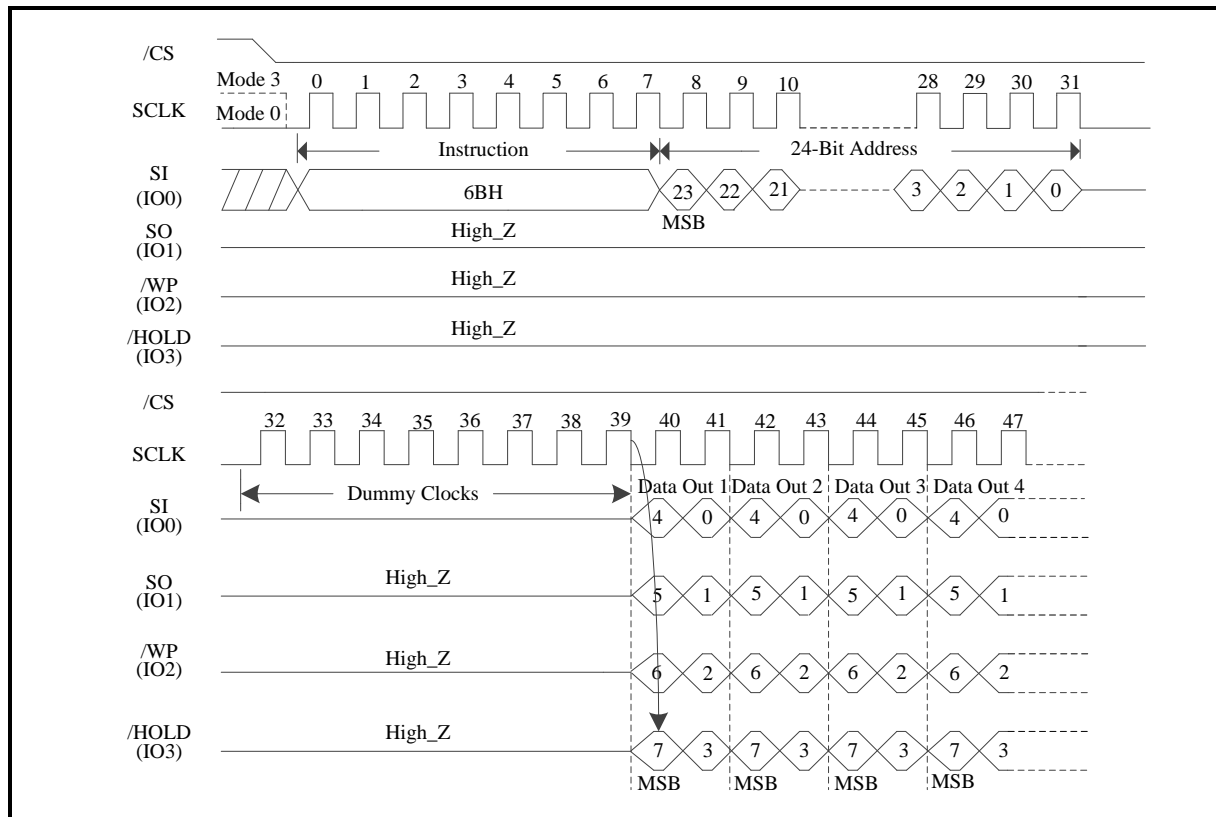 /CS
Mode 3 0 1 2 3 4 5 6 7 8 9 10 28 29 30 31
SCLK Mode 0
Instruction 24-Bit Address
SI
(IO0) 6BH 23 22 21 3 2 1 0
MSB
SO
(IO1) High_Z
/WP
(IO2) High_Z
/HOLD
(IO3) High_Z
/CS
32 33 34 35 36 37 38 39 40 41 42 43 44 45 46 47
SCLK
Dummy Clocks Data Out 1 Data Out 2 Data Out 3 Data Out 4
SI
(IO0) 4 0 4 0 4 0 4 0
SO
(IO1) High_Z 5 1 5 1 5 1 5 1
/WP
(IO2) High_Z 6 2 6 2 6 2 6 2
/HOLD
(IO3) High_Z 7 3 7 3 7 3 7 3
MSB MSB MSB MSB